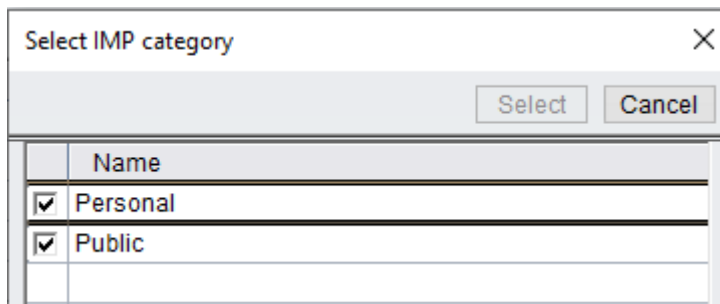 Select IMP category
Select Cancel
Name
Personal
Public